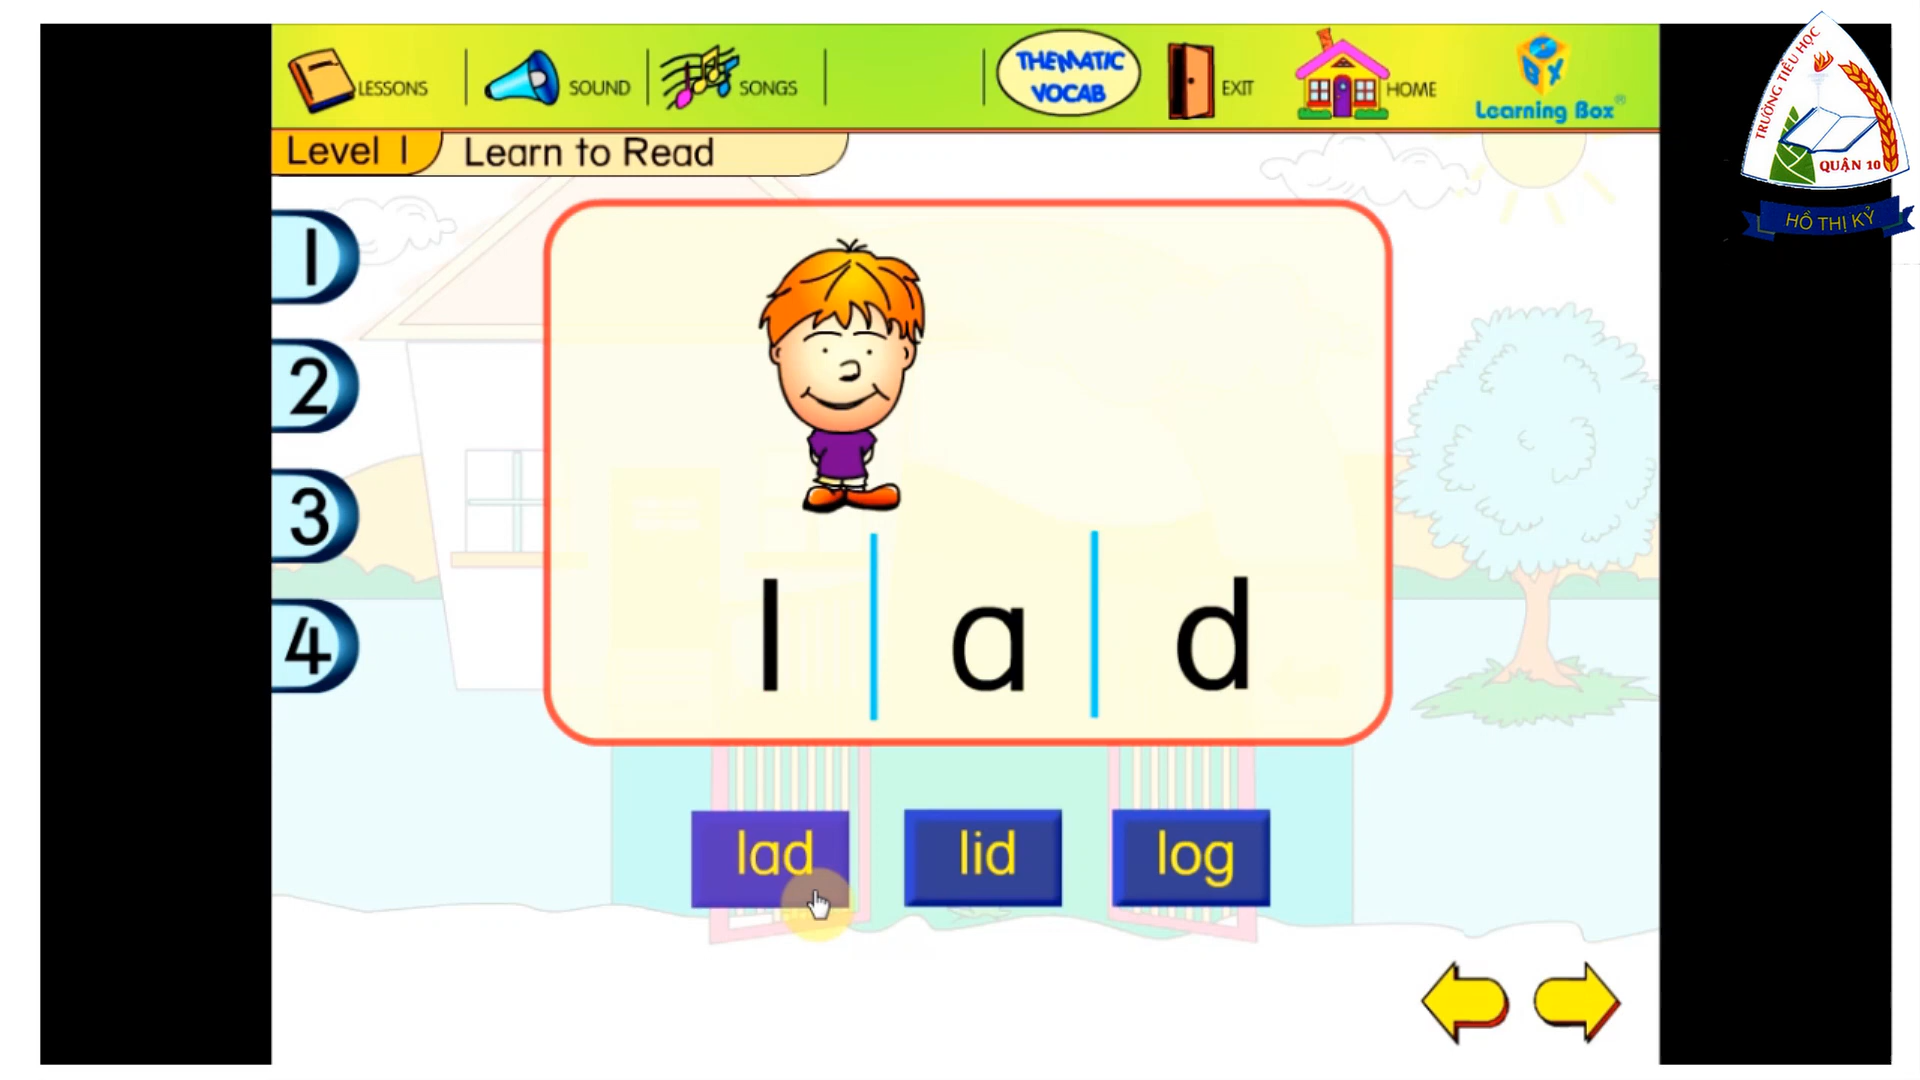 LESSONS
SOUND
SONGS
THEMATIC
VOCAB
EXIT
HOME
BX
Learning Box®
TRƯỜNG TIỂU HỌC
QUẬN 10
HỒ THỊ KỶ
Level 1
Learn to Read
1
2
3
4
l a d
lad
lid
log